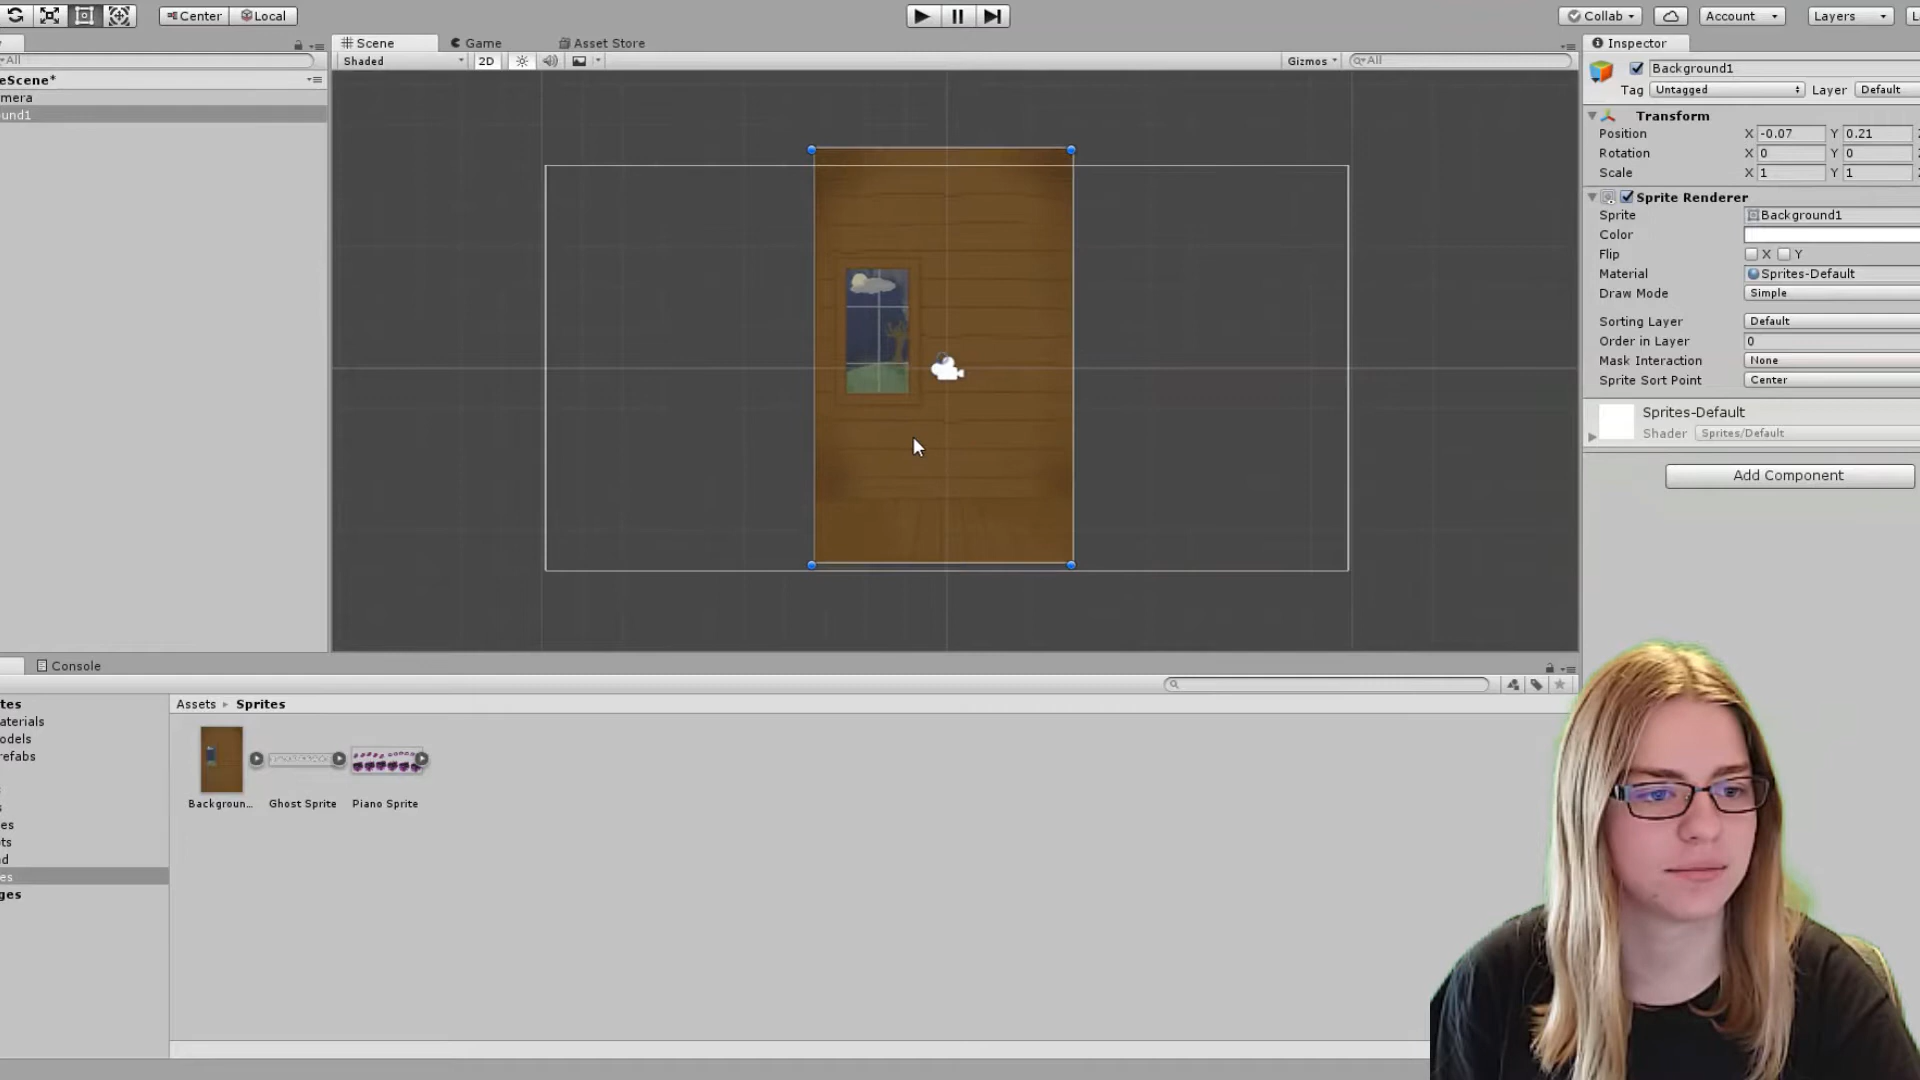 Center Local
Collab Account Layers L
Scene Game Asset Store
Inspector
All
Shaded 2D Gizmos All
Background1
eScene*
Tag Untagged Layer Default
mera
und1
Transform
Position X -0.07 Y 0.21
Rotation X 0 Y 0
Scale X 1 Y 1
Sprite Renderer
Sprite Background1
Color
Flip X Y
Material Sprites-Default
Draw Mode Simple
Sorting Layer Default
Order in Layer 0
Mask Interaction None
Sprite Sort Point Center
Sprites-Default
Shader Sprites/Default
Add Component
Console
tes
Assets Sprites
aterials
odels
refabs
s
es
ts
d
es
ges
Backgroun... Ghost Sprite Piano Sprite